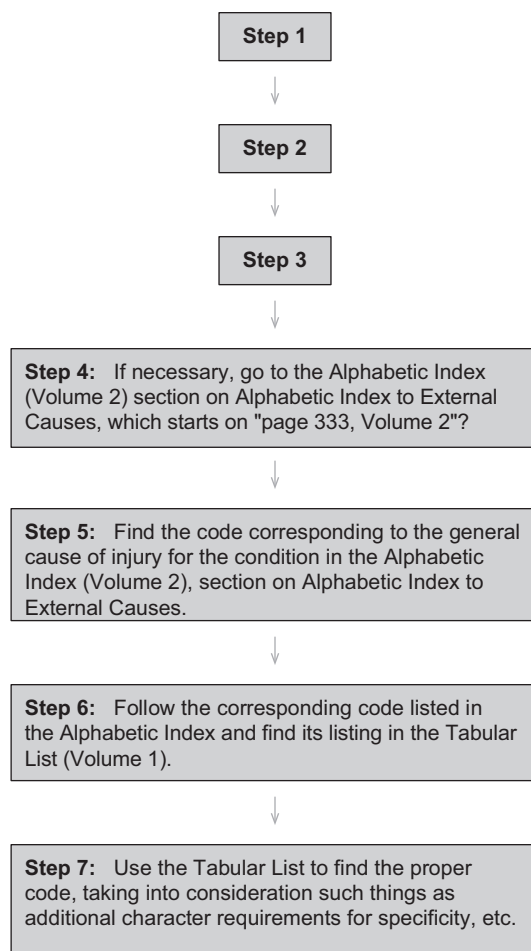 Step 1
Step 2
Step 3
Step 4: If necessary, go to the Alphabetic Index
(Volume 2) section on Alphabetic Index to External
Causes, which starts on "page 333, Volume 2"?
Step 5: Find the code corresponding to the general
cause of injury for the condition in the Alphabetic
Index (Volume 2), section on Alphabetic Index to
External Causes.
Step 6: Follow the corresponding code listed in
the Alphabetic Index and find its listing in the Tabular
List (Volume 1).
Step 7: Use the Tabular List to find the proper
code, taking into consideration such things as
additional character requirements for specificity, etc.